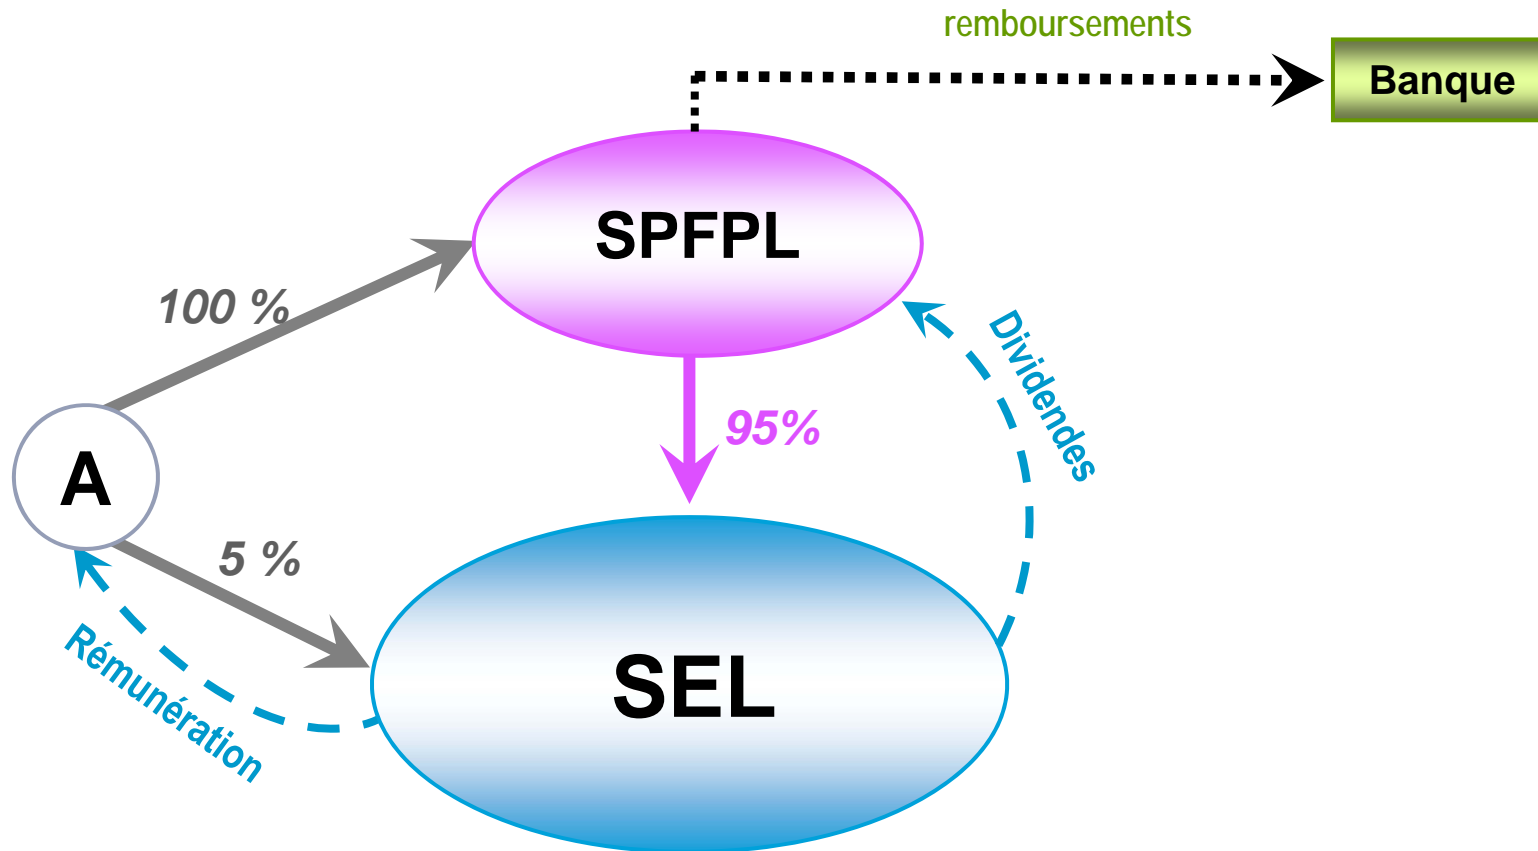 remboursements
Banque
SPFPL
100 %
Dividendes
95%
A
5 %
Rémunération
SEL